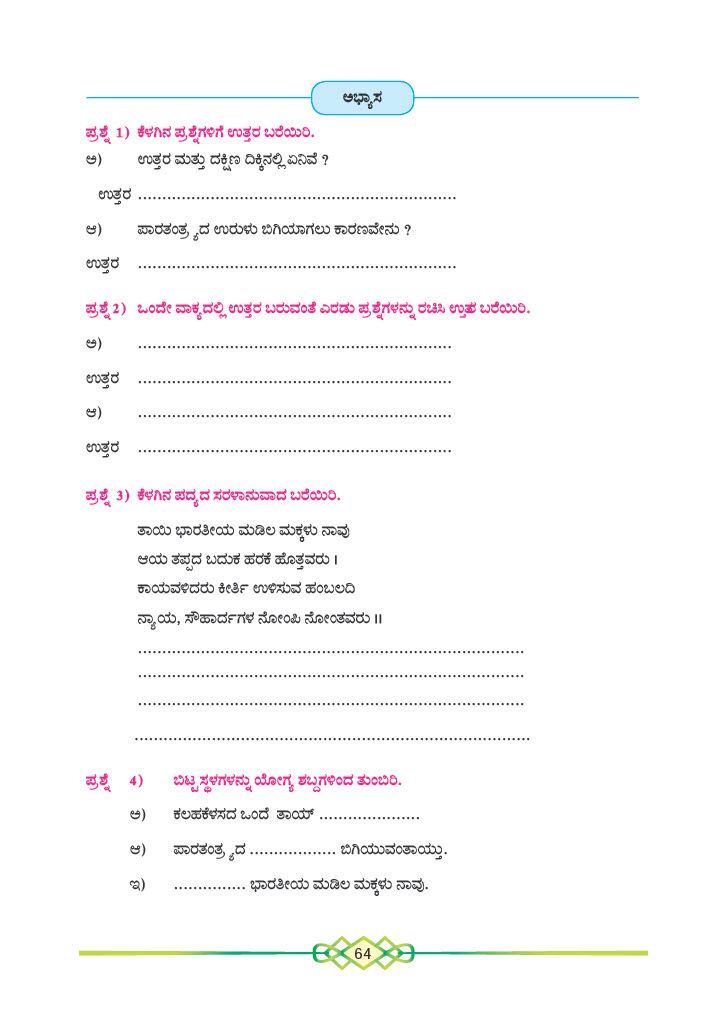 ಅಭ್ಯಾಸ
ಪ್ರಶ್ನೆ 1) ಕೆಳಗಿನ ಪ್ರಶ್ನೆಗಳಿಗೆ ಉತ್ತರ ಬರೆಯಿರಿ.
ಅ) ಉತ್ತರ ಮತ್ತು ದಕ್ಷಿಣ ದಿಕ್ಕಿನಲ್ಲಿ ಏನಿವೆ ?
ಉತ್ತರ ..................................................................
ಆ) ಪಾರತಂತ್ರ್ಯದ ಉರುಳು ಬಿಗಿಯಾಗಲು ಕಾರಣವೇನು ?
ಉತ್ತರ ..................................................................
ಪ್ರಶ್ನೆ 2) ಒಂದೇ ವಾಕ್ಯದಲ್ಲಿ ಉತ್ತರ ಬರುವಂತೆ ಎರಡು ಪ್ರಶ್ನೆಗಳನ್ನು ರಚಿಸಿ ಉತ್ತರ ಬರೆಯಿರಿ.
ಅ) .................................................................
ಉತ್ತರ .................................................................
ಆ) .................................................................
ಉತ್ತರ .................................................................
ಪ್ರಶ್ನೆ 3) ಕೆಳಗಿನ ಪದ್ಯದ ಸರಳಾನುವಾದ ಬರೆಯಿರಿ.
ತಾಯಿ ಭಾರತೀಯ ಮಡಿಲ ಮಕ್ಕಳು ನಾವು
ಆಯ ತಪ್ಪದ ಬದುಕ ಹರಕೆ ಹೊತ್ತವರು ।
ಕಾಯವಳಿದರು ಕೀರ್ತಿ ಉಳಿಸುವ ಹಂಬಲದಿ
ನ್ಯಾಯ, ಸೌಹಾರ್ದಗಳ ನೋಂಪಿ ನೋಂತವರು ।।
................................................................................
................................................................................
................................................................................
..................................................................................
ಪ್ರಶ್ನೆ 4) ಬಿಟ್ಟ ಸ್ಥಳಗಳನ್ನು ಯೋಗ್ಯ ಶಬ್ದಗಳಿಂದ ತುಂಬಿರಿ.
ಅ) ಕಲಹಕೆಳಸದ ಒಂದೆ ತಾಯ್ .....................
ಆ) ಪಾರತಂತ್ರ್ಯದ .................. ಬಿಗಿಯುವಂತಾಯ್ತು.
ಇ) ............... ಭಾರತೀಯ ಮಡಿಲ ಮಕ್ಕಳು ನಾವು.
64